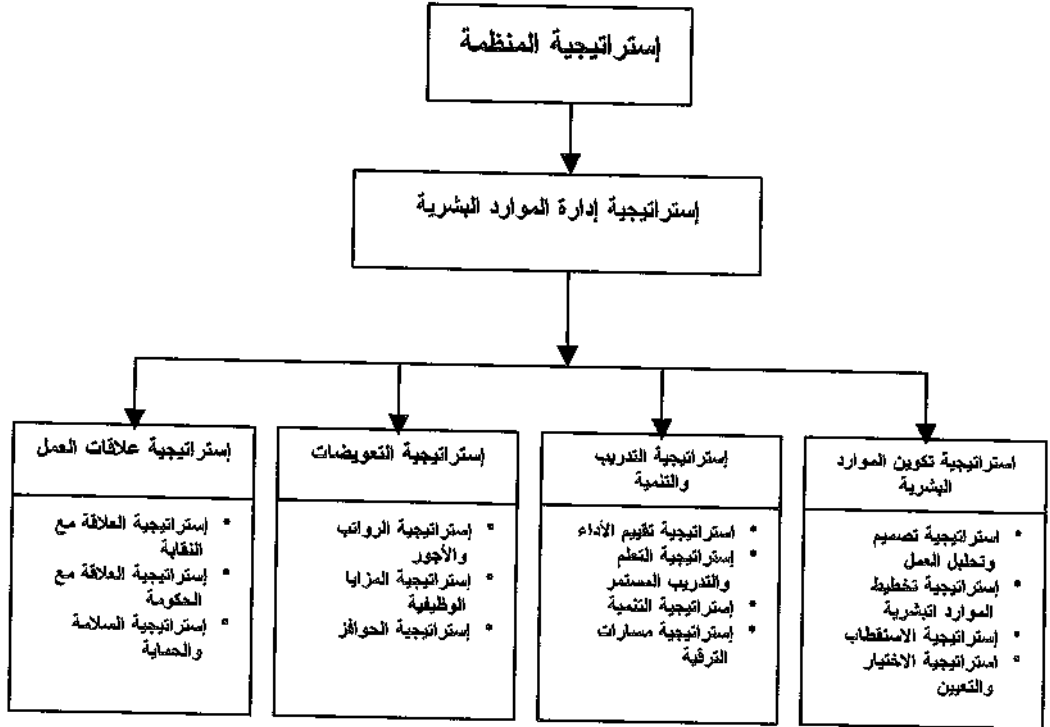 إستراتيجية المنظمة
إستراتيجية إدارة الموارد البشرية
استراتيجية تكوين الموارد
البشرية
* استراتيجية تصميم
وتحليل العمل
* إستراتيجية تخطيط
الموارد البشرية
* إستراتيجية الاستقطاب
* استراتيجية الاختيار
والتعيين
إستراتيجية التدريب
والتنمية
* استراتيجية تقييم الأداء
* إستراتيجية التعلم
والتدريب المستمر
* إستراتيجية التنمية
* إستراتيجية مسارات
الترقية
إستراتيجية التعويضات
* إستراتيجية الرواتب
والأجور
* إستراتيجية المزايا
الوظيفية
* إستراتيجية الحوافز
إستراتيجية علاقات العمل
* إستراتيجية العلاقة مع
النقابة
* إستراتيجية العلاقة مع
الحكومة
* إستراتيجية السلامة
والحماية